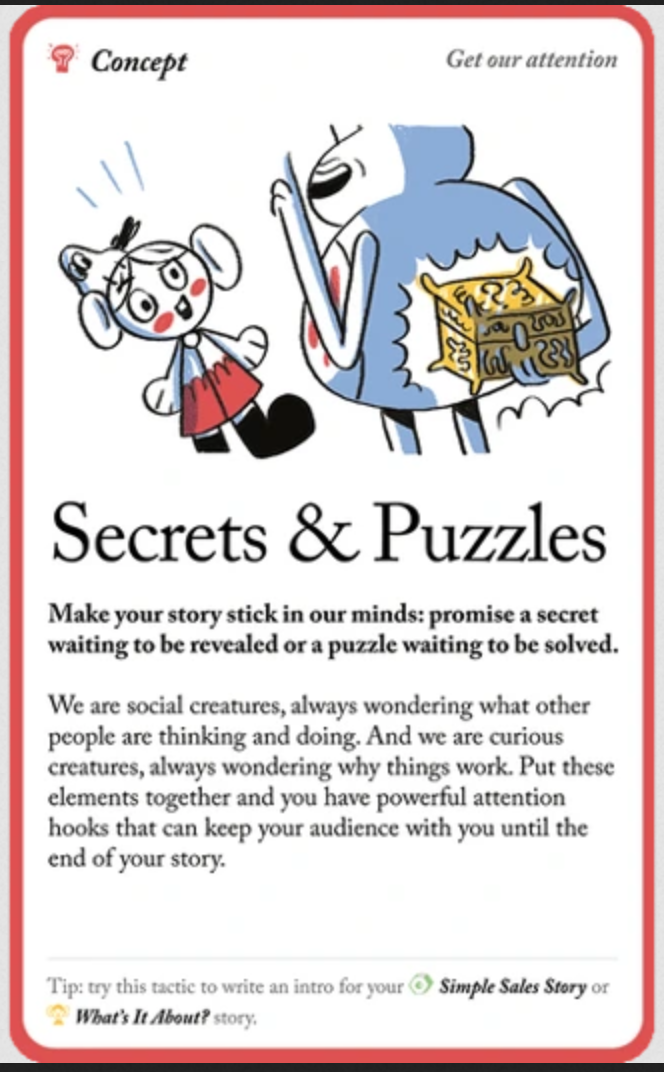 Concept
Get our attention
Secrets & Puzzles
Make your story stick in our minds: promise a secret
waiting to be revealed or a puzzle waiting to be solved.
We are social creatures, always wondering what other
people are thinking and doing. And we are curious
creatures, always wondering why things work. Put these
elements together and you have powerful attention
hooks that can keep your audience with you until the
end of your story.
Tip: try this tactic to write an intro for your Simple Sales Story or
What's It About? story.